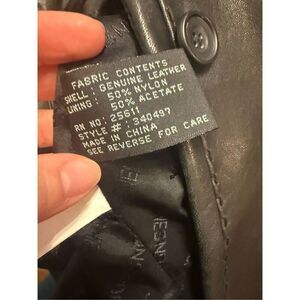 FABRIC CONTENTS
SHELL: GENUINE LEATHER
LINING: 50% NYLON
50% ACETATE
RN NO: 25611
STYLE #: 340497
MADE IN CHINA
SEE REVERSE FOR CARE